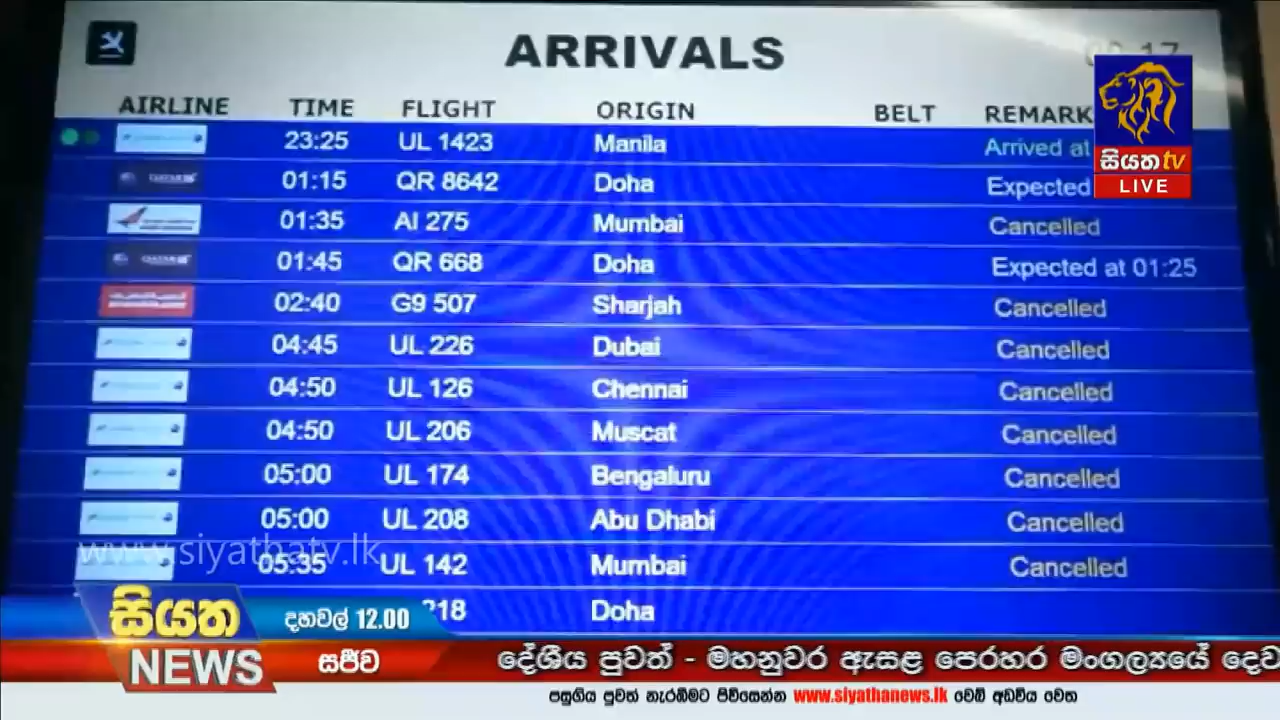 ARRIVALS
AIRLINE TIME FLIGHT ORIGIN BELT REMARK
23:25 UL 1423 Manila Arrived at
QATAR 01:15 QR 8642 Doha Expected
01:35 AI 275 Mumbai Cancelled
QATAR 01:45 QR 668 Doha Expected at 01:25
02:40 G9 507 Sharjah Cancelled
04:45 UL 226 Dubai Cancelled
04:50 UL 126 Chennai Cancelled
04:50 UL 206 Muscat Cancelled
05:00 UL 174 Bengaluru Cancelled
05:00 UL 208 Abu Dhabi Cancelled
05:35 UL 142 Mumbai Cancelled
218 Doha
සියත tv
LIVE
www.siyathatv.lk
සියත
NEWS
දහවල් 12.00
සජීව
දේශීය පුවත් - මහනුවර ඇසළ පෙරහර මංගල්‍යයේ දෙව
පසුගිය පුවත් නැරඹීමට පිවිසෙන්න www.siyathanews.lk වෙබ් අඩවිය වෙත